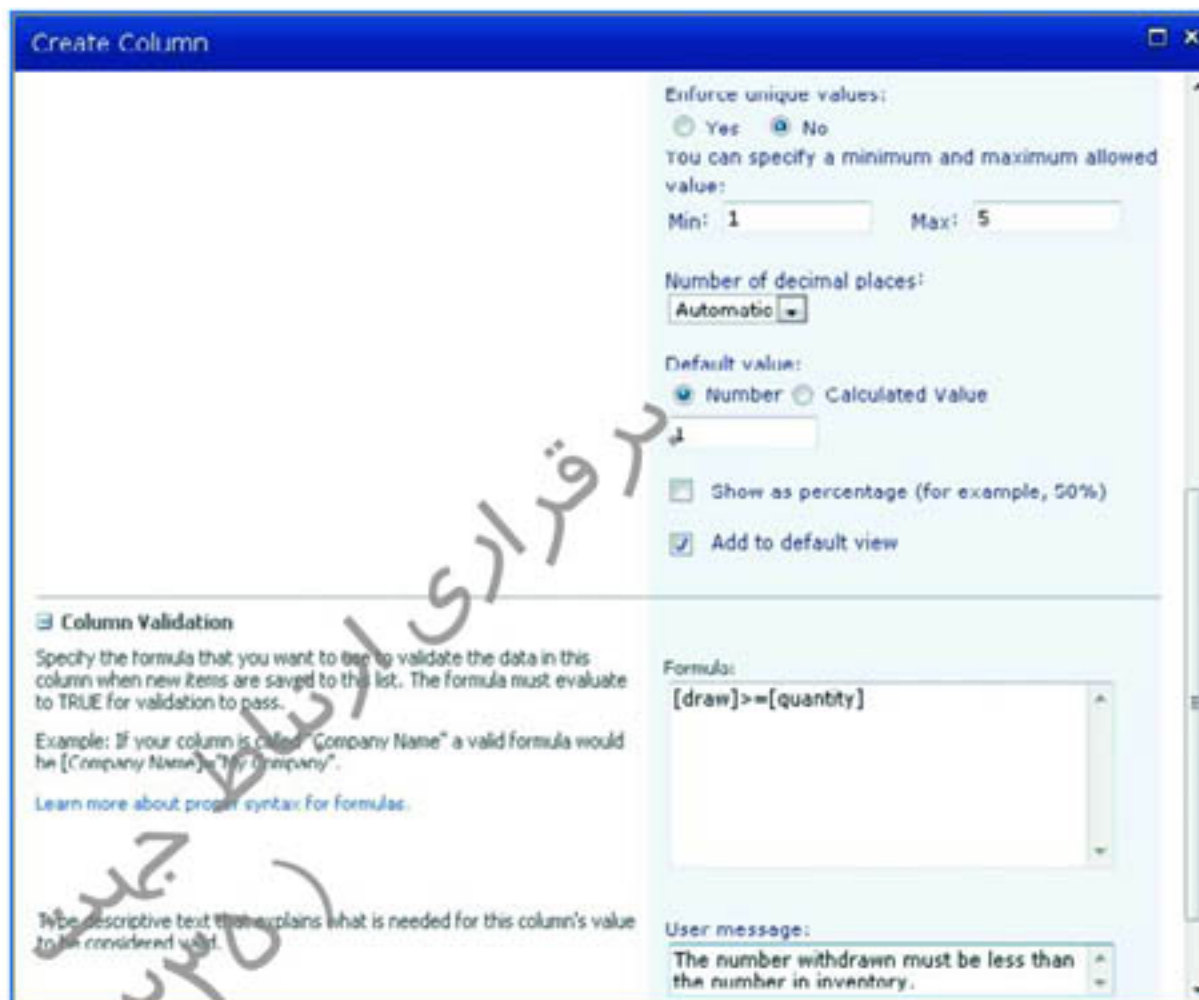 Create Column
Enforce unique values:
Yes No
You can specify a minimum and maximum allowed
value:
Min: 1 Max: 5
Number of decimal places:
Automatic
Default value:
Number Calculated Value
1
Show as percentage (for example, 50%)
Add to default view
Column Validation
Specify the formula that you want to use to validate the data in this
column when new items are saved to this list. The formula must evaluate
to TRUE for validation to pass.
Example: If your column is called "Company Name" a valid formula would
be [Company Name]="My Company".
Learn more about proper syntax for formulas.
Formula:
[draw]>=[quantity]
Type descriptive text that explains what is needed for this column's value
to be considered valid.
User message:
The number withdrawn must be less than
the number in inventory.
برقراری ارتباط جهت